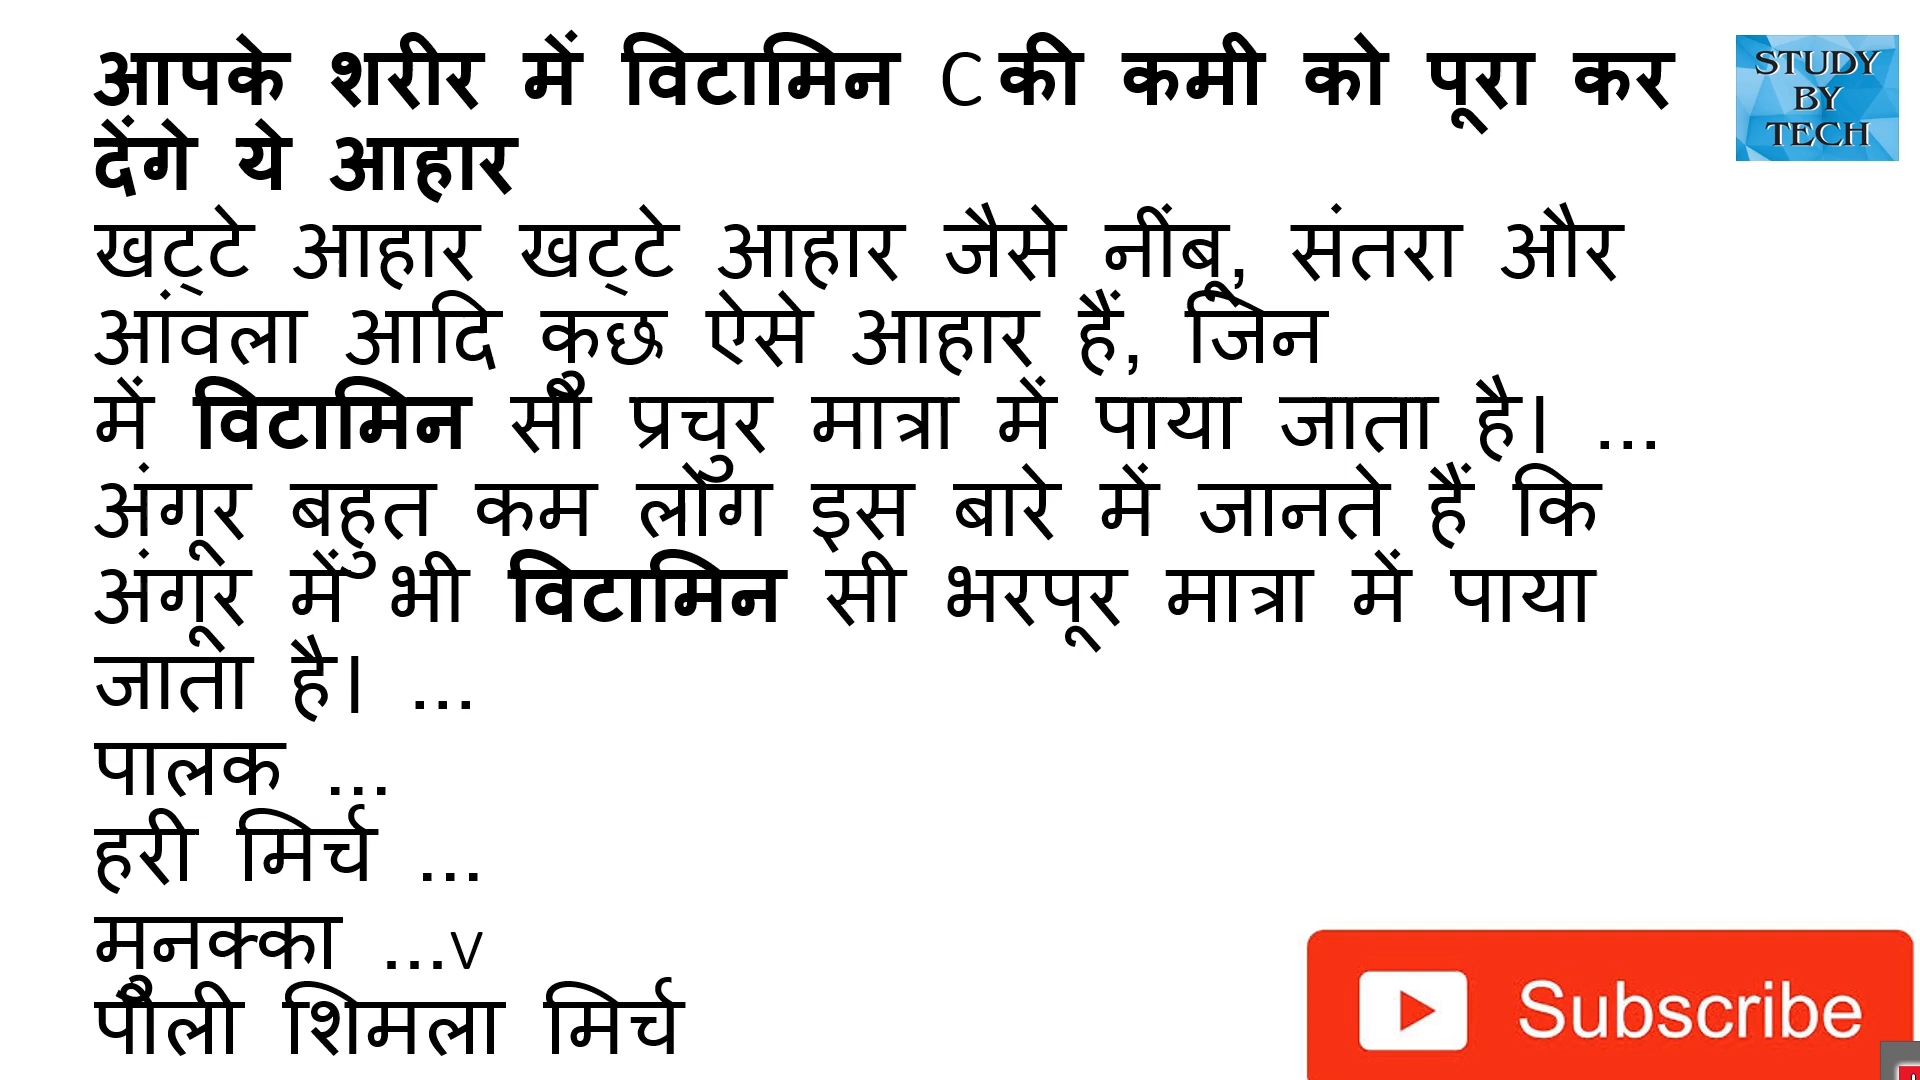 आपके शरीर में विटामिन C की कमी को पूरा कर
देंगे ये आहार
खट्टे आहार खट्टे आहार जैसे नींबू, संतरा और
आंवला आदि कुछ ऐसे आहार हैं, जिन
में विटामिन सी प्रचुर मात्रा में पाया जाता है। ...
अंगूर बहुत कम लोग इस बारे में जानते हैं कि
अंगूर में भी विटामिन सी भरपूर मात्रा में पाया
जाता है। ...
पालक ...
हरी मिर्च ...
मुनक्का ...v
पीली शिमला मिर्च
STUDY
BY
TECH
Subscribe